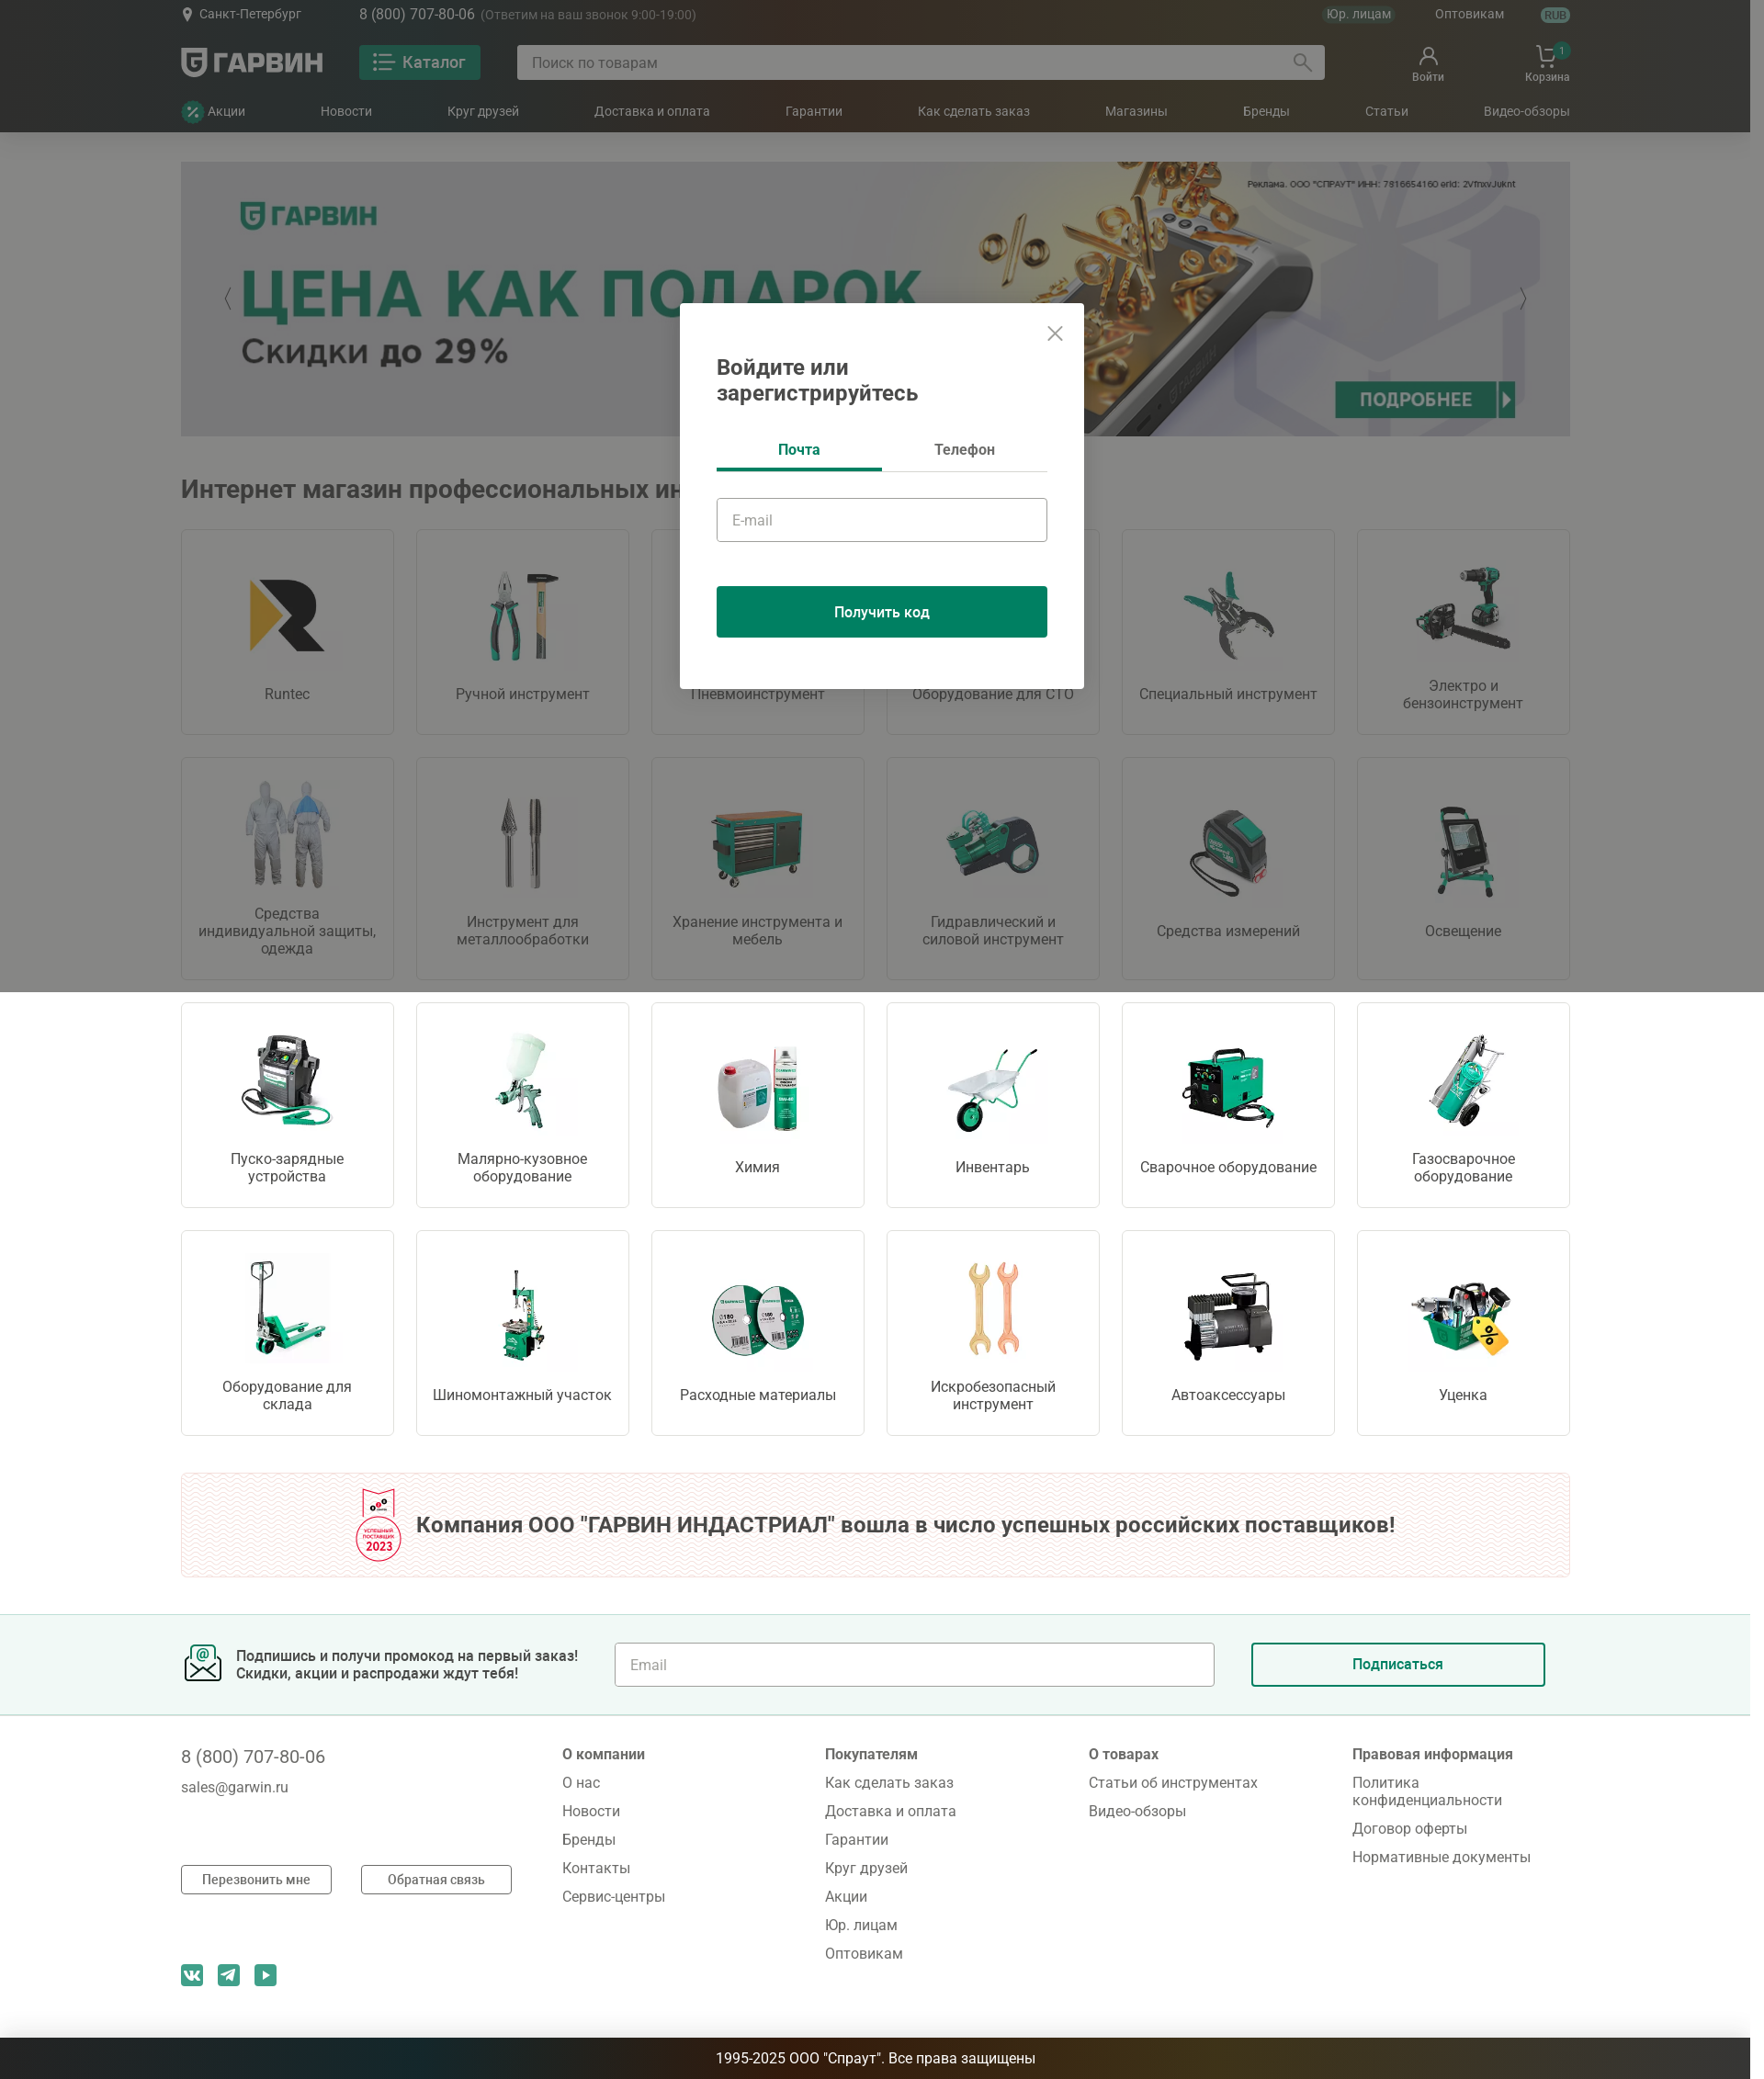 Санкт-Петербург
8 (800) 707-80-06 (Ответим на ваш звонок 9:00-19:00)
Юр. лицам
Оптовикам
RUB
ГАРВИН
Каталог
Поиск по товарам
Войти
1
Корзина
Акции
Новости
Круг друзей
Доставка и оплата
Гарантии
Как сделать заказ
Магазины
Бренды
Статьи
Видео-обзоры
Реклама. ООО "СПРАУТ" ИНН: 7816654160 erid: 2VfnxvJuknt
ГАРВИН
ЦЕНА КАК ПОДАРОК
Скидки до 29%
ПОДРОБНЕЕ
Войдите или
зарегистрируйтесь
Почта
Телефон
E-mail
Получить код
Интернет магазин профессиональных
Runtec
Ручной инструмент
Пневмоинструмент
Оборудование для СТО
Специальный инструмент
Электро и
бензоинструмент
Средства
индивидуальной защиты,
одежда
Инструмент для
металлообработки
Хранение инструмента и
мебель
Гидравлический и
силовой инструмент
Средства измерений
Освещение
Пуско-зарядные
устройства
Малярно-кузовное
оборудование
Химия
Инвентарь
Сварочное оборудование
Газосварочное
оборудование
Оборудование для
склада
Шиномонтажный участок
Расходные материалы
Искробезопасный
инструмент
Автоаксессуары
Уценка
УСПЕШНЫЙ
ПОСТАВЩИК
2023
Компания ООО "ГАРВИН ИНДАСТРИАЛ" вошла в число успешных российских поставщиков!
Подпишись и получи промокод на первый заказ!
Скидки, акции и распродажи ждут тебя!
Email
Подписаться
8 (800) 707-80-06
sales@garwin.ru
Перезвонить мне
Обратная связь
О компании
О нас
Новости
Бренды
Контакты
Сервис-центры
Покупателям
Как сделать заказ
Доставка и оплата
Гарантии
Круг друзей
Акции
Юр. лицам
Оптовикам
О товарах
Статьи об инструментах
Видео-обзоры
Правовая информация
Политика
конфиденциальности
Договор оферты
Нормативные документы
1995-2025 ООО "Спраут". Все права защищены